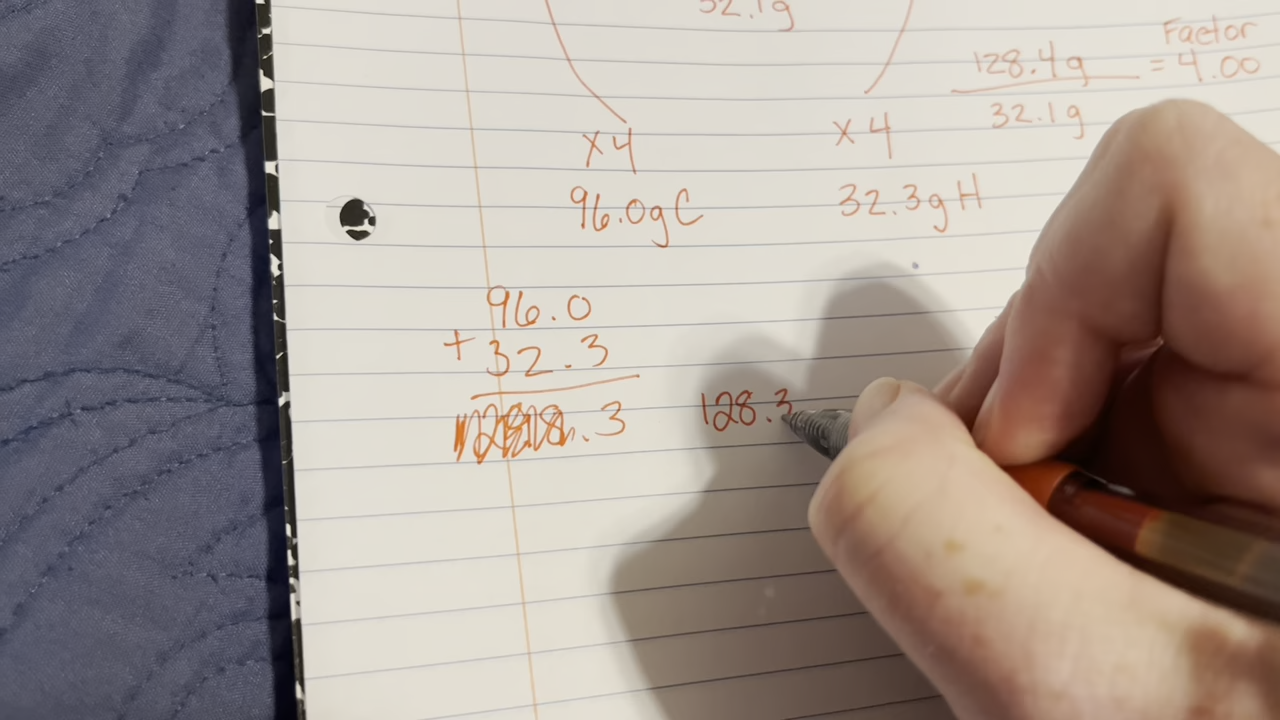 32.1g
Factor
128.4g = 4.00
32.1g
x4 x4
96.0gC 32.3gH
96.0
+32.3
.3 128.3